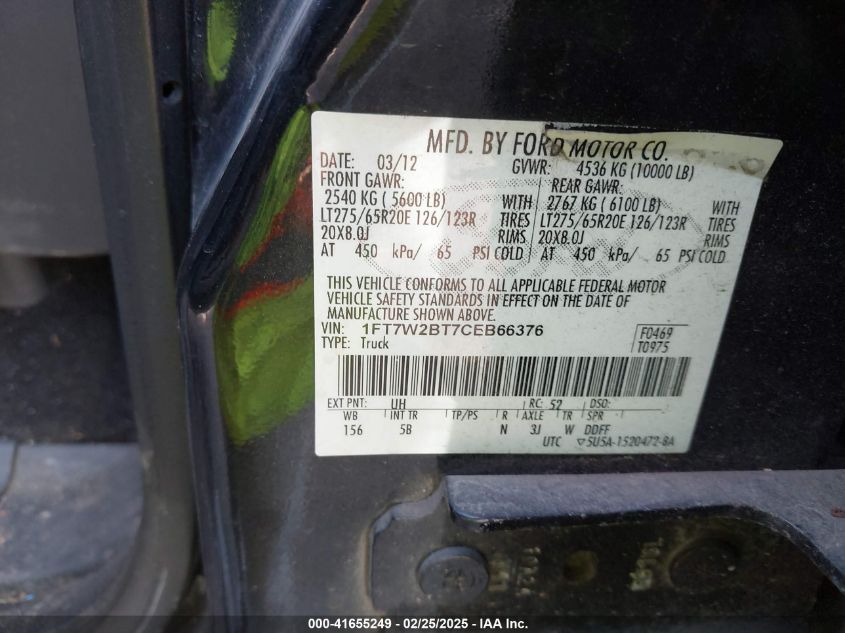 MFD. BY FORD MOTOR CO.
DATE: 03/12 GVWR: 4536 KG (10000 LB)
FRONT GAWR: REAR GAWR:
2540 KG ( 5600 LB) WITH 2767 KG ( 6100 LB) WITH
LT275/65R20E 126/123R TIRES LT275/65R20E 126/123R TIRES
20X8.0J RIMS 20X8.0J RIMS
AT 450 kPa/ 65 PSI COLD AT 450 kPa/ 65 PSI COLD
THIS VEHICLE CONFORMS TO ALL APPLICABLE FEDERAL MOTOR
VEHICLE SAFETY STANDARDS IN EFFECT ON THE DATE OF
MANUFACTURE SHOWN ABOVE.
VIN: 1FT7W2BT7CEB66376 F0469
TYPE: Truck T0975
EXT PNT: UH RC: 52 DSO:
WB INT TR TP/PS R AXLE TR SPR
156 5B N 3J W DDFF
UTC 5U5A-1520472-BA
000-41655249 - 02/25/2025 - IAA Inc.